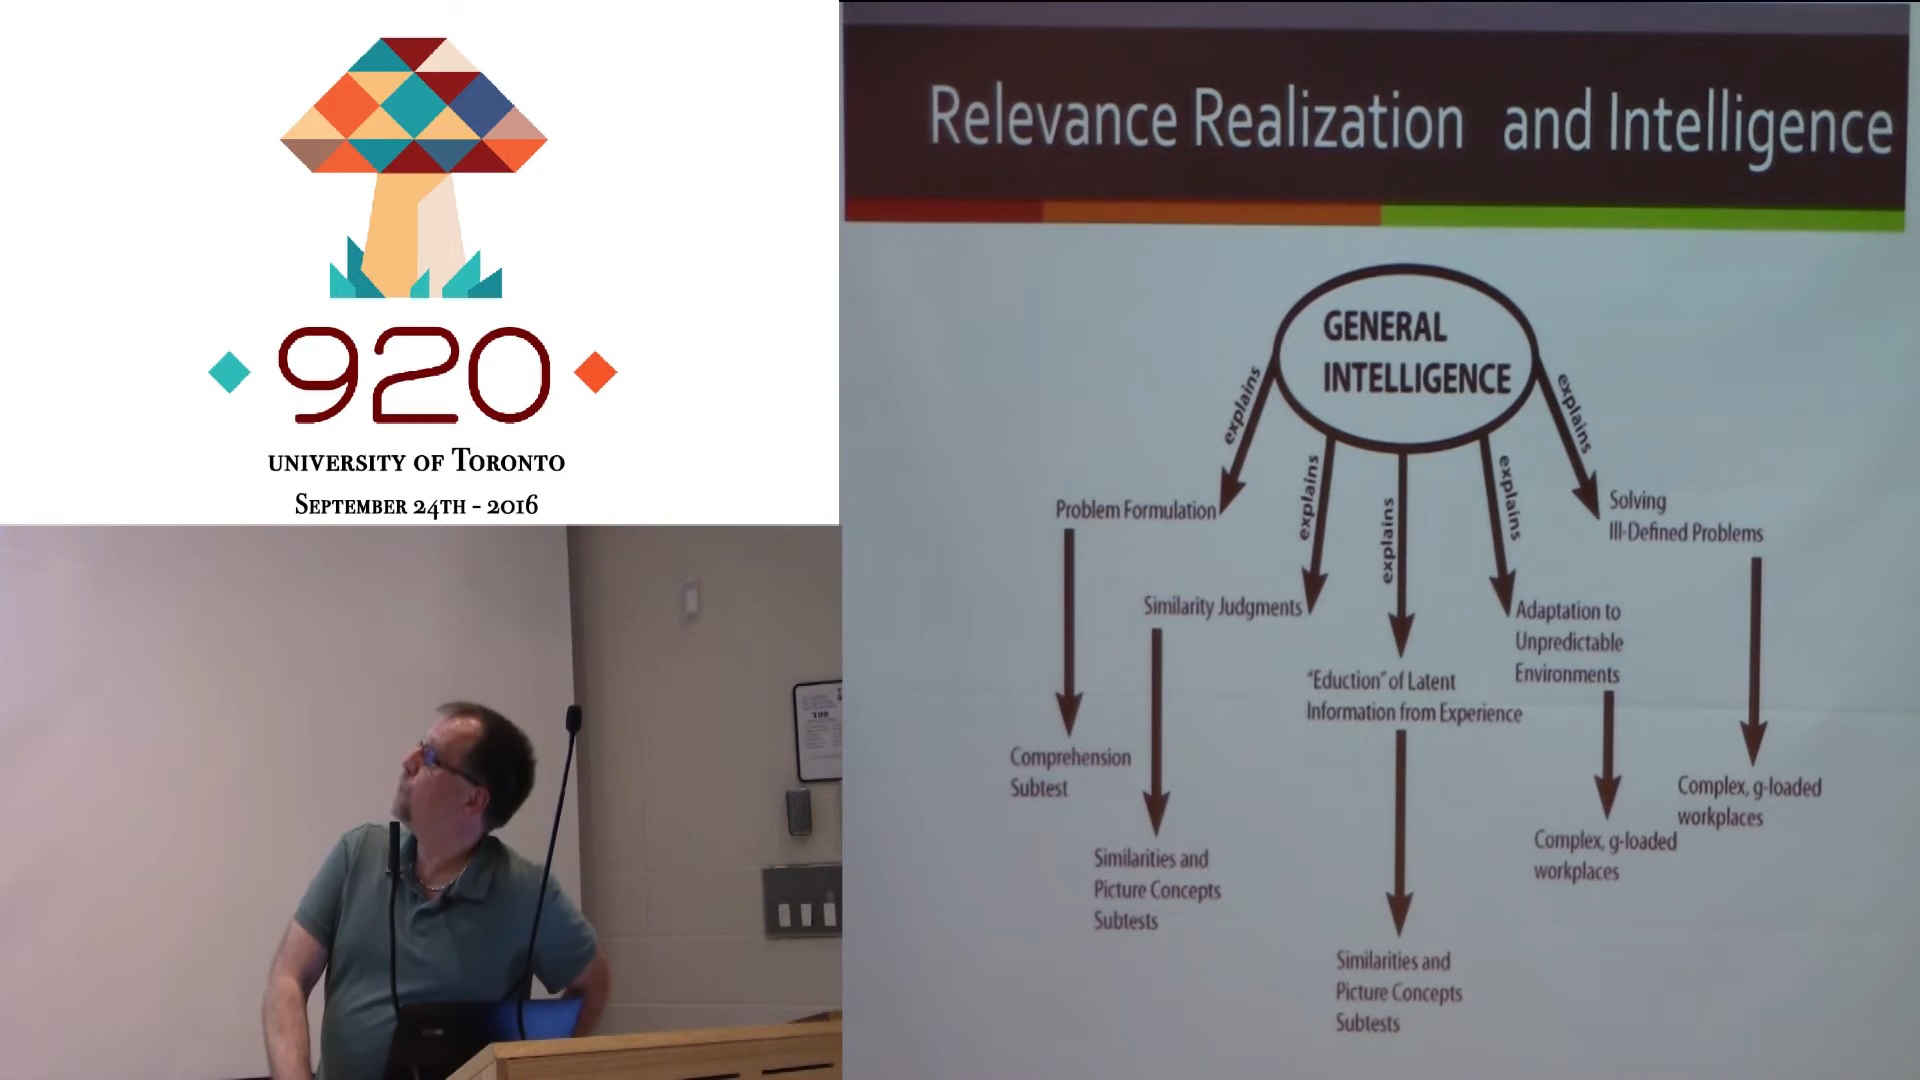 920
UNIVERSITY OF TORONTO
SEPTEMBER 24TH - 2016
Relevance Realization and Intelligence
GENERAL
INTELLIGENCE
explains
explains
explains
explains
explains
Problem Formulation
Solving
Ill-Defined Problems
Similarity Judgments
Adaptation to
Unpredictable
Environments
"Eduction" of Latent
Information from Experience
Comprehension
Subtest
Complex, g-loaded
workplaces
Complex, g-loaded
workplaces
Similarities and
Picture Concepts
Subtests
Similarities and
Picture Concepts
Subtests